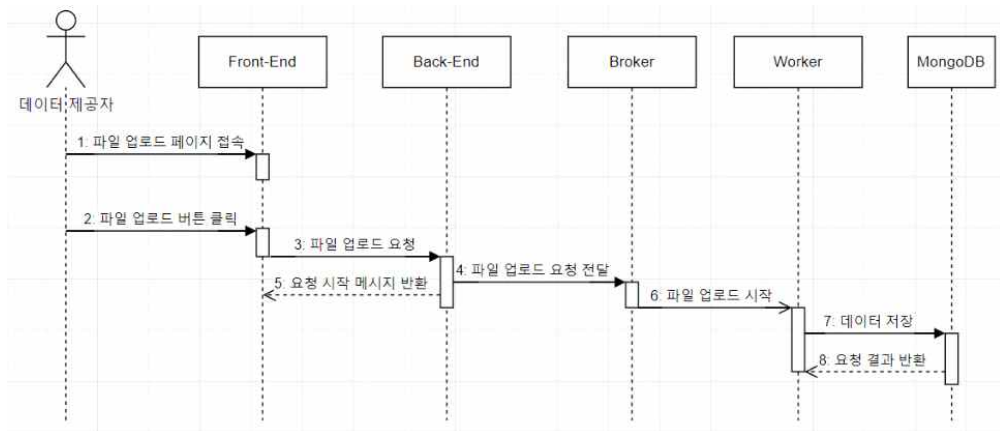 Front-End
Back-End
Broker
Worker
MongoDB
데이터 제공자
1: 파일 업로드 페이지 접속
2: 파일 업로드 버튼 클릭
3: 파일 업로드 요청
4: 파일 업로드 요청 전달
5: 요청 시작 메시지 반환
6: 파일 업로드 시작
7: 데이터 저장
8: 요청 결과 반환